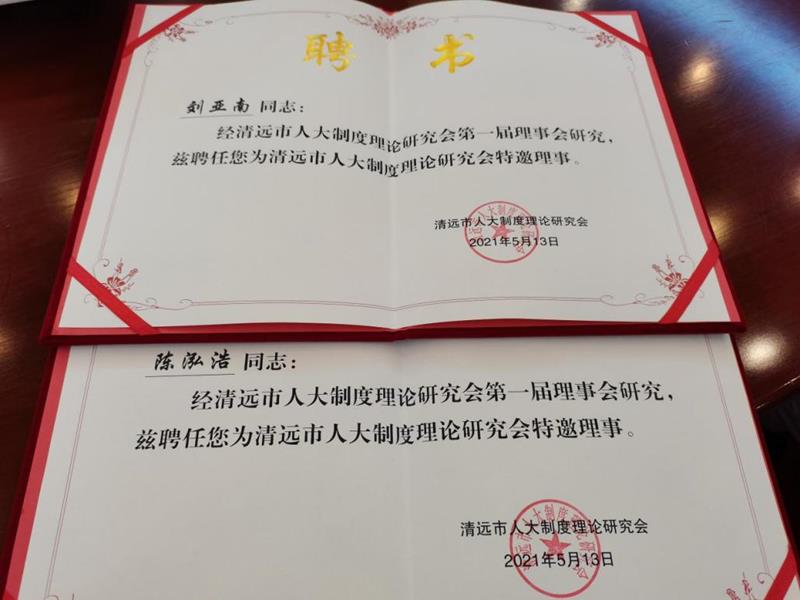 聘 书
刘亚南 同志：
经清远市人大制度理论研究会第一届理事会研究，
兹聘任您为清远市人大制度理论研究会特邀理事。
清远市人大制度理论研究会
2021年5月13日
陈泓浩 同志：
经清远市人大制度理论研究会第一届理事会研究，
兹聘任您为清远市人大制度理论研究会特邀理事。
清远市人大制度理论研究会
2021年5月13日